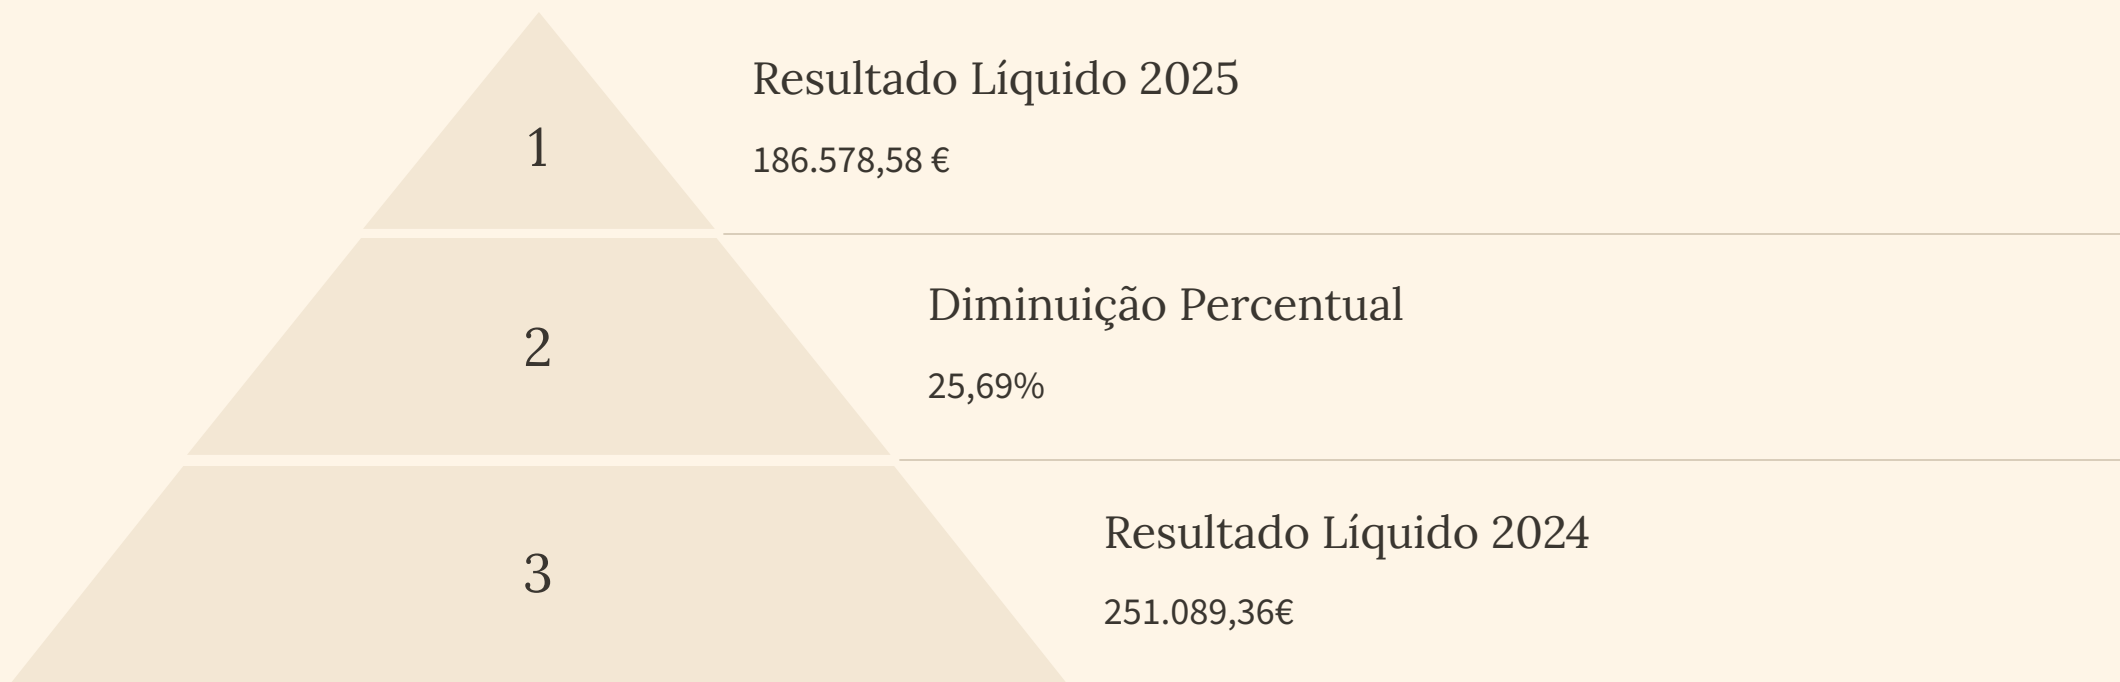 1
Resultado Líquido 2025
186.578,58 €
2
Diminuição Percentual
25,69%
3
Resultado Líquido 2024
251.089,36€